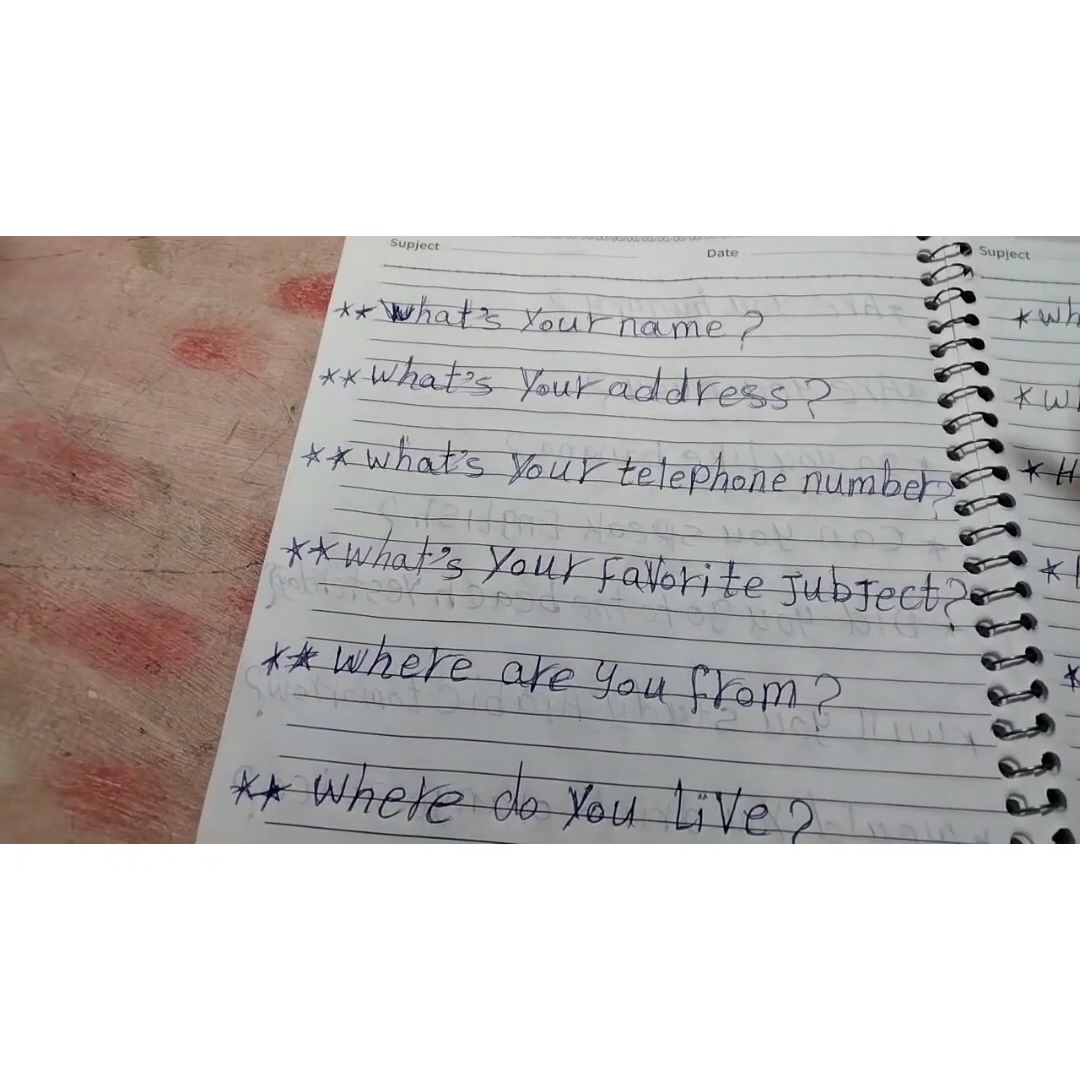 Supject Date Supject
** What's your name ?
** What's your address ?
** what's your telephone number ?
** what's your favorite jubject ?
** where are you from ?
** where do you live ?